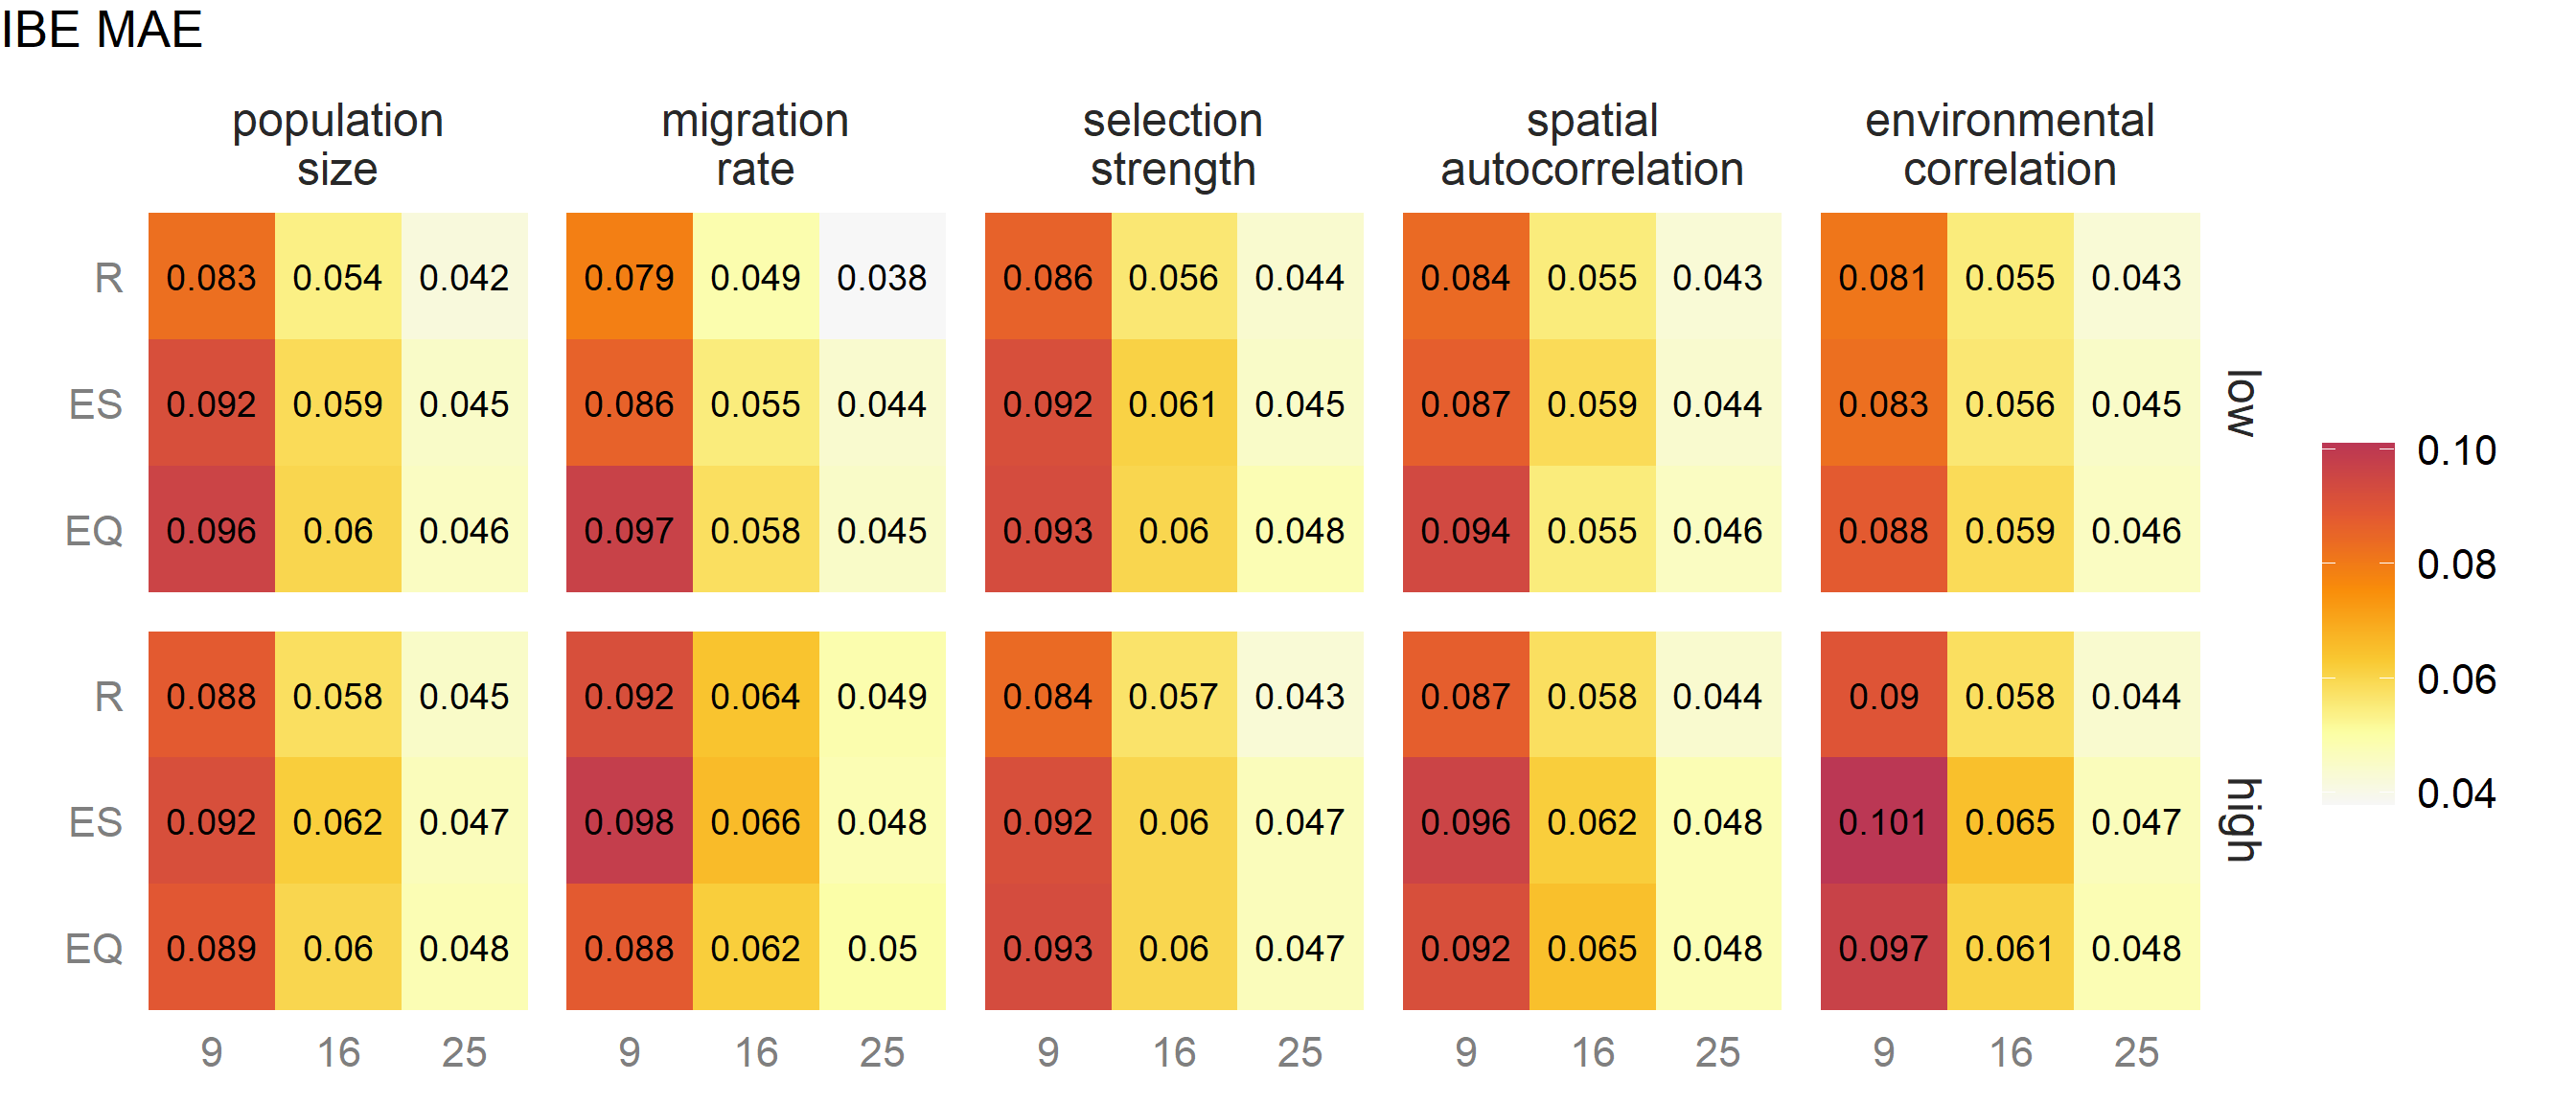 IBE MAE
population
size
migration
rate
selection
strength
spatial
autocorrelation
environmental
correlation
R 0.083 0.054 0.042 0.079 0.049 0.038 0.086 0.056 0.044 0.084 0.055 0.043 0.081 0.055 0.043
ES 0.092 0.059 0.045 0.086 0.055 0.044 0.092 0.061 0.045 0.087 0.059 0.044 0.083 0.056 0.045
EQ 0.096 0.06 0.046 0.097 0.058 0.045 0.093 0.06 0.048 0.094 0.055 0.046 0.088 0.059 0.046
low
R 0.088 0.058 0.045 0.092 0.064 0.049 0.084 0.057 0.043 0.087 0.058 0.044 0.09 0.058 0.044
ES 0.092 0.062 0.047 0.098 0.066 0.048 0.092 0.06 0.047 0.096 0.062 0.048 0.101 0.065 0.047
EQ 0.089 0.06 0.048 0.088 0.062 0.05 0.093 0.06 0.047 0.092 0.065 0.048 0.097 0.061 0.048
high
9 16 25 9 16 25 9 16 25 9 16 25 9 16 25
0.10
0.08
0.06
0.04